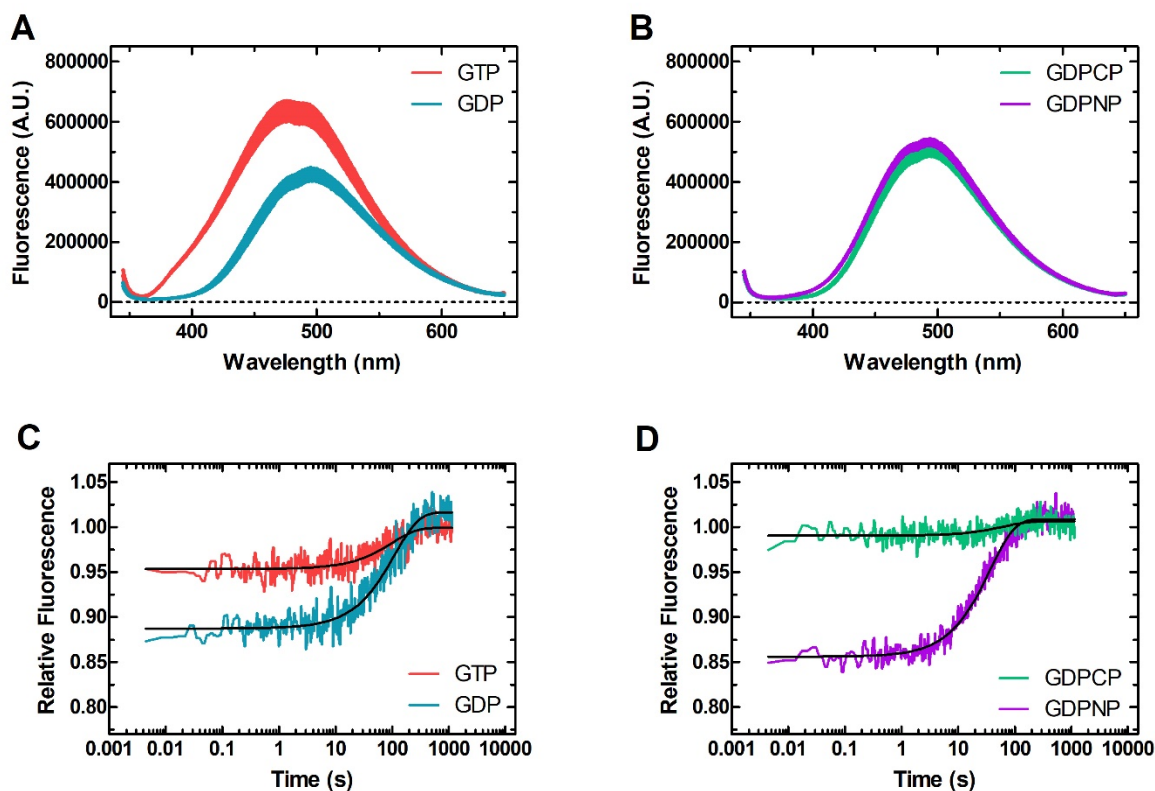 A
Fluorescence (A.U.)
800000
600000
400000
200000
0
400
500
600
Wavelength (nm)
GTP
GDP
B
Fluorescence (A.U.)
800000
600000
400000
200000
0
400
500
600
Wavelength (nm)
GDPCP
GDPNP
C
Relative Fluorescence
1.05
1.00
0.95
0.90
0.85
0.80
0.001
0.01
0.1
1
10
100
1000
10000
Time (s)
GTP
GDP
D
Relative Fluorescence
1.05
1.00
0.95
0.90
0.85
0.80
0.001
0.01
0.1
1
10
100
1000
10000
Time (s)
GDPCP
GDPNP